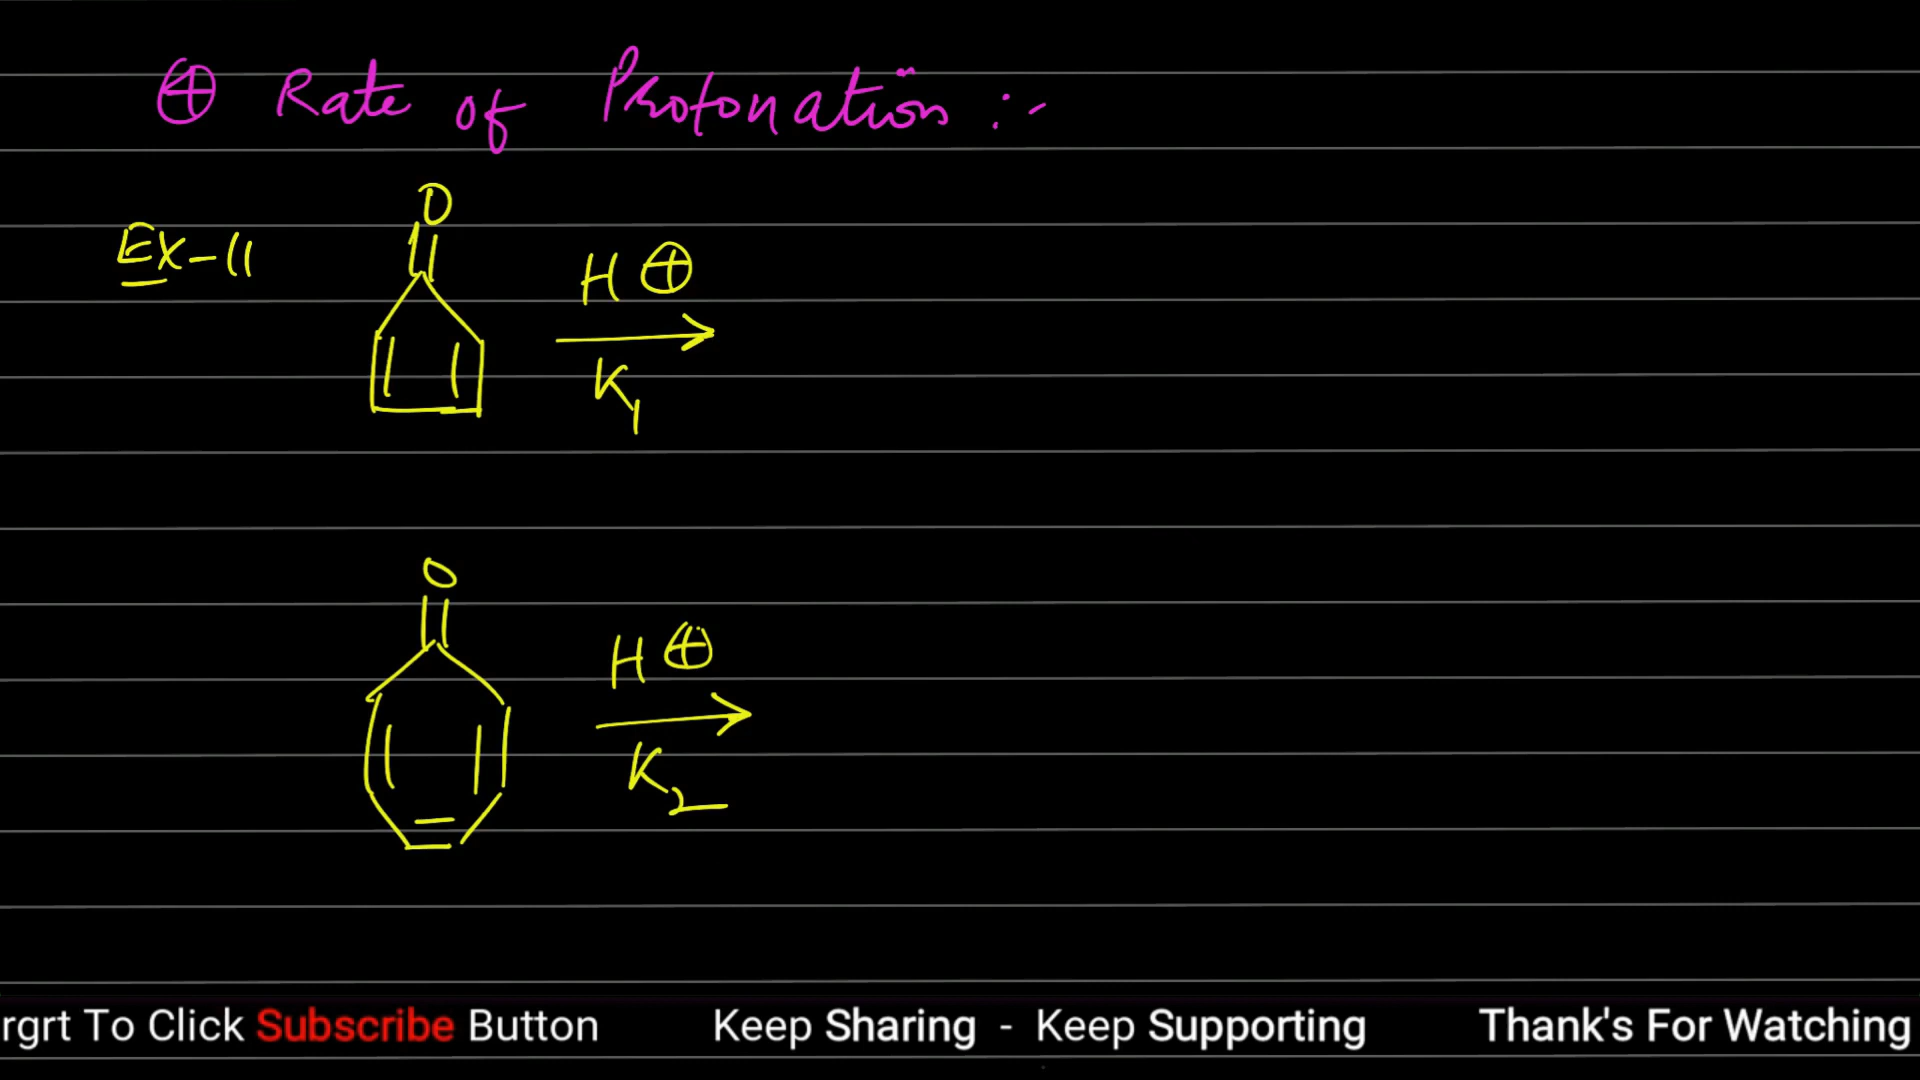 ⊕ Rate of Protonation :-
Ex-11
O
H⊕
K1
O
H⊕
K2
rgrt To Click Subscribe Button Keep Sharing - Keep Supporting Thank's For Watching